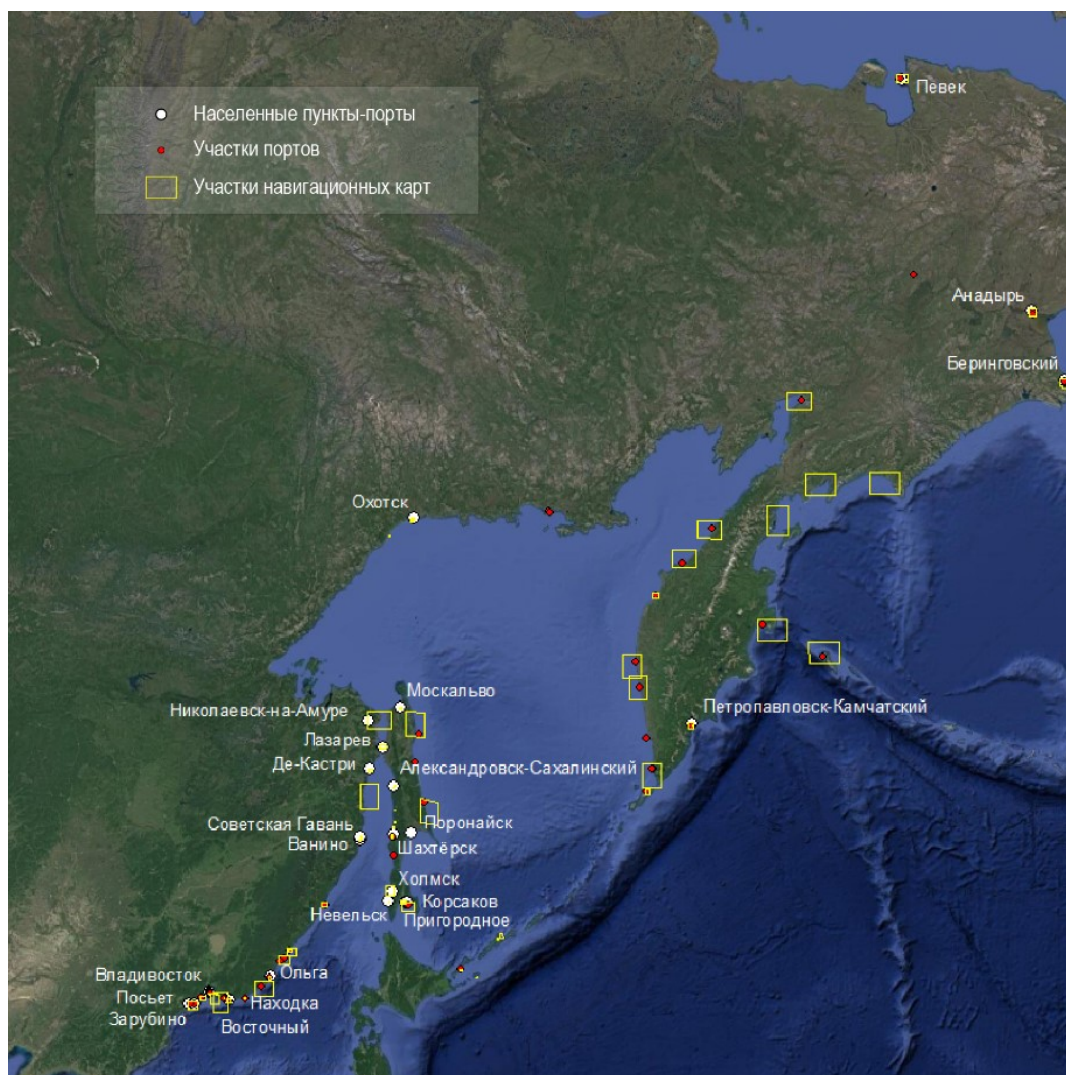 Певек
Населенные пункты-порты
Участки портов
Участки навигационных карт
Анадырь
Беринговский
Охотск
Москальво
Николаевск-на-Амуре
Петропавловск-Камчатский
Лазарев
Де-Кастри
Александровск-Сахалинский
Советская Гавань
Поронайск
Ванино
Шахтёрск
Холмск
Корсаков
Невельск
Пригородное
Владивосток
Ольга
Посьет
Находка
Зарубино
Восточный